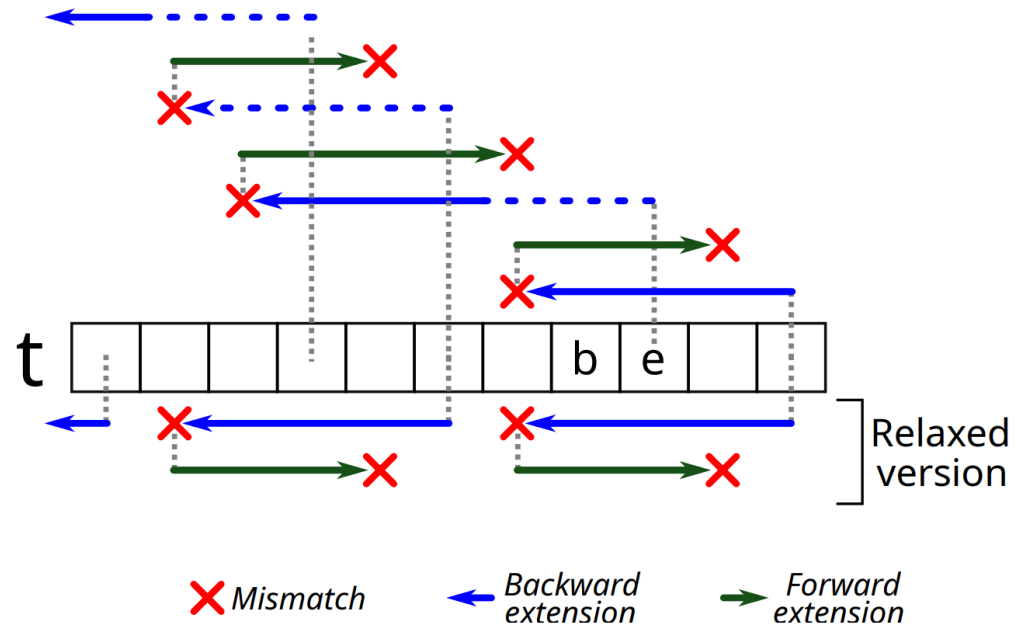 t
b e
Relaxed
version
Mismatch
Backward
extension
Forward
extension